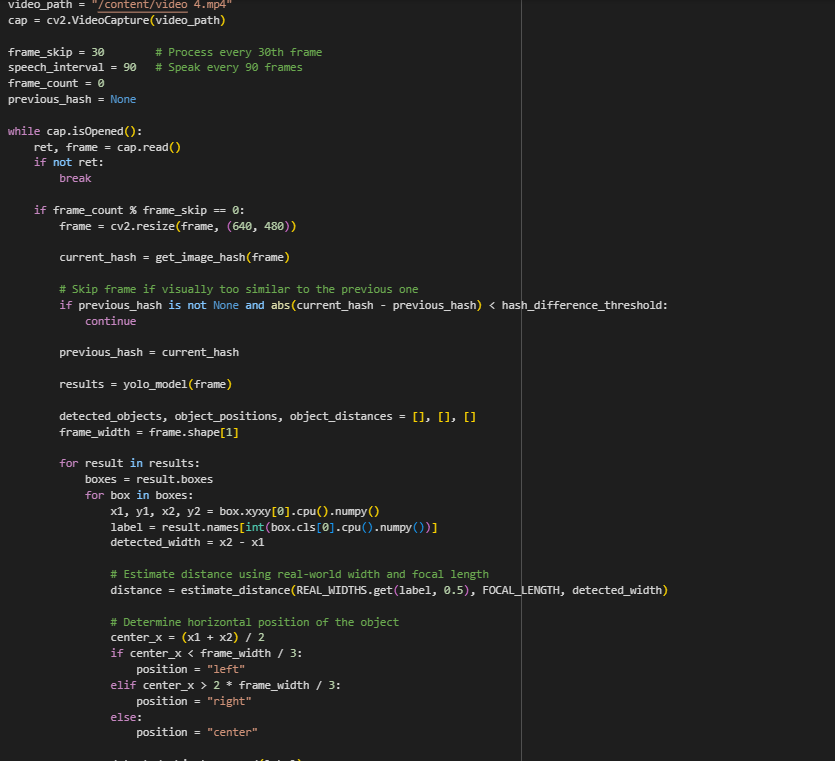 video_path = "/content/video 4.mp4"
cap = cv2.VideoCapture(video_path)
frame_skip = 30        # Process every 30th frame
speech_interval = 90   # Speak every 90 frames
frame_count = 0
previous_hash = None
while cap.isOpened():
    ret, frame = cap.read()
    if not ret:
        break
    if frame_count % frame_skip == 0:
        frame = cv2.resize(frame, (640, 480))
        current_hash = get_image_hash(frame)
        # Skip frame if visually too similar to the previous one
        if previous_hash is not None and abs(current_hash - previous_hash) < hash_difference_threshold:
            continue
        previous_hash = current_hash
        results = yolo_model(frame)
        detected_objects, object_positions, object_distances = [], [], []
        frame_width = frame.shape[1]
        for result in results:
            boxes = result.boxes
            for box in boxes:
                x1, y1, x2, y2 = box.xyxy[0].cpu().numpy()
                label = result.names[int(box.cls[0].cpu().numpy())]
                detected_width = x2 - x1
                # Estimate distance using real-world width and focal length
                distance = estimate_distance(REAL_WIDTHS.get(label, 0.5), FOCAL_LENGTH, detected_width)
                # Determine horizontal position of the object
                center_x = (x1 + x2) / 2
                if center_x < frame_width / 3:
                    position = "left"
                elif center_x > 2 * frame_width / 3:
                    position = "right"
                else:
                    position = "center"